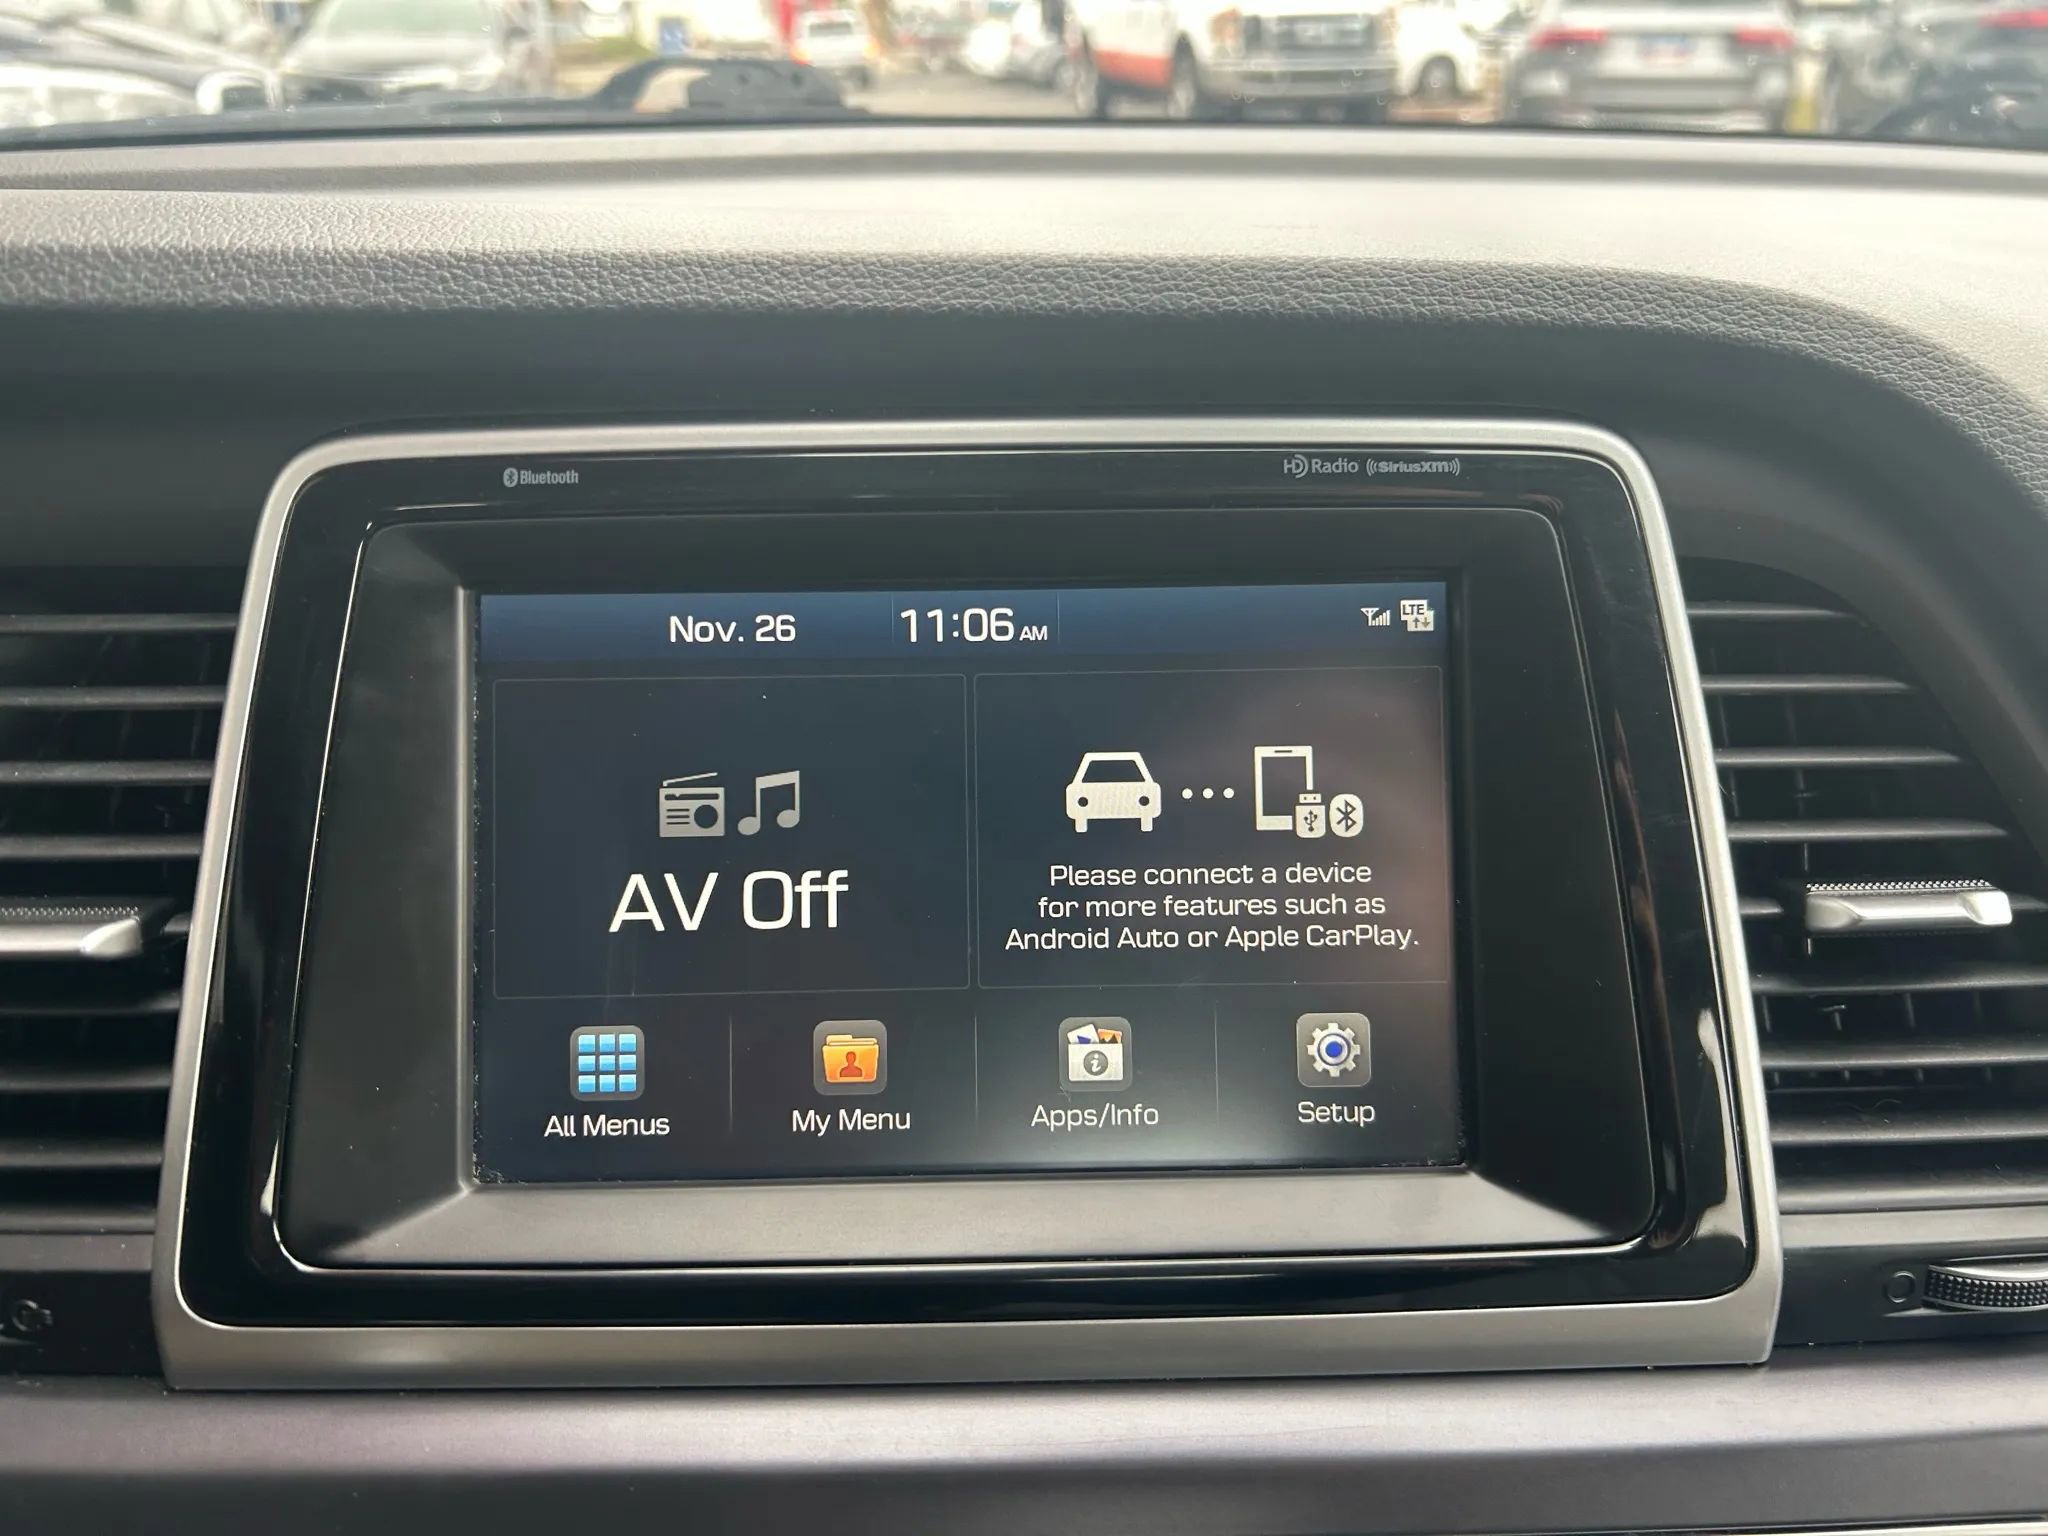 Bluetooth
HD Radio ((SiriusXM))
Nov. 26 11:06 AM
LTE
AV Off
Please connect a device
for more features such as
Android Auto or Apple CarPlay.
All Menus My Menu Apps/Info Setup